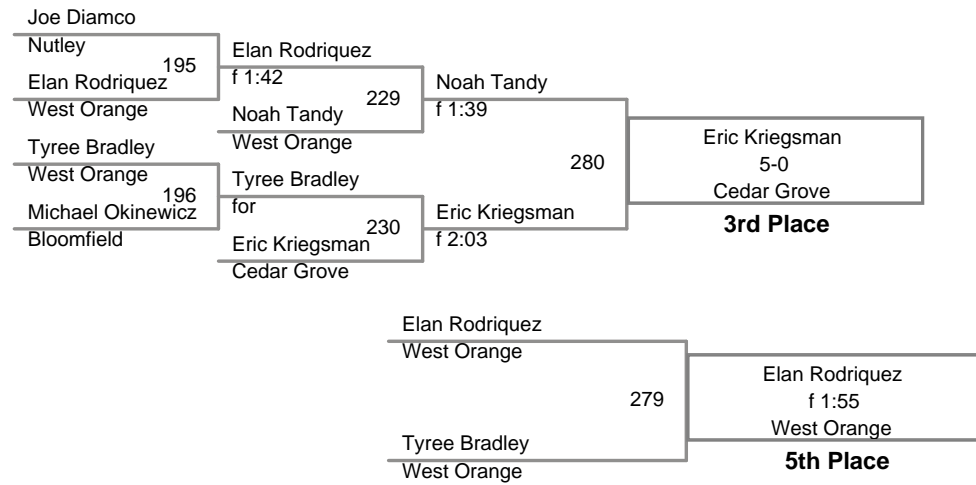 Joe Diamco
Nutley
195
Elan Rodriquez
West Orange
Tyree Bradley
West Orange
196
Michael Okinewicz
Bloomfield
Elan Rodriquez
f 1:42
229
Noah Tandy
West Orange
Tyree Bradley
for
230
Eric Kriegsman
Cedar Grove
Noah Tandy
f 1:39
280
Eric Kriegsman
f 2:03
Eric Kriegsman
5-0
Cedar Grove
3rd Place
Elan Rodriquez
West Orange
279
Tyree Bradley
West Orange
Elan Rodriquez
f 1:55
West Orange
5th Place